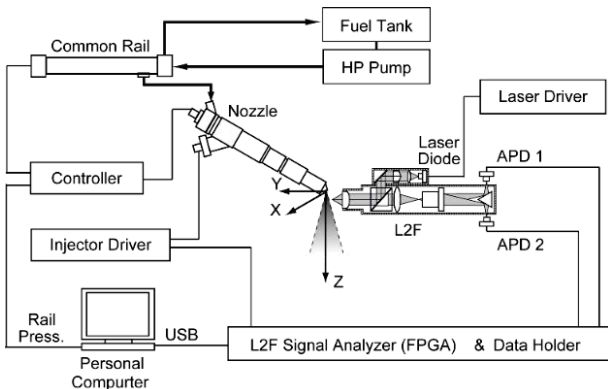 Fuel Tank
Common Rail
HP Pump
Nozzle
Laser Driver
Laser
Diode
APD 1
Controller
Y
X
L2F
APD 2
Injector Driver
Z
Rail
Press.
USB
L2F Signal Analyzer (FPGA) & Data Holder
Personal
Compurter